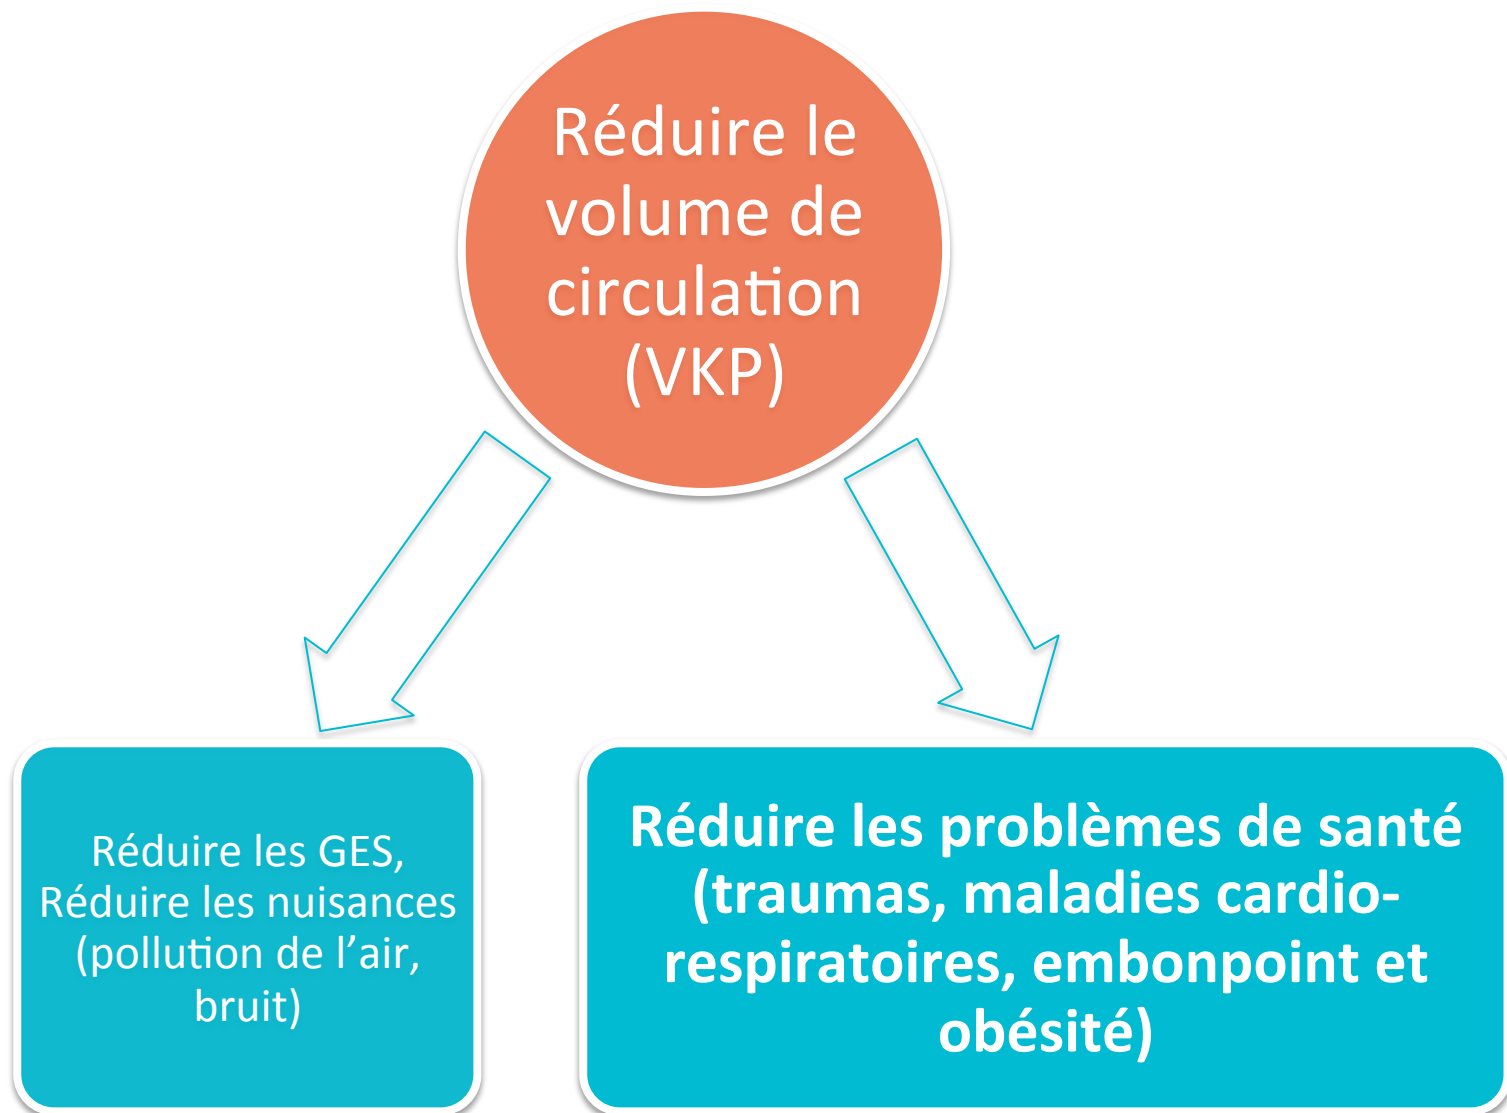 Réduire le
volume de
circulation
(VKP)
Réduire les GES,
Réduire les nuisances
(pollution de l’air,
bruit)
Réduire les problèmes de santé
(traumas, maladies cardio-
respiratoires, embonpoint et
obésité)